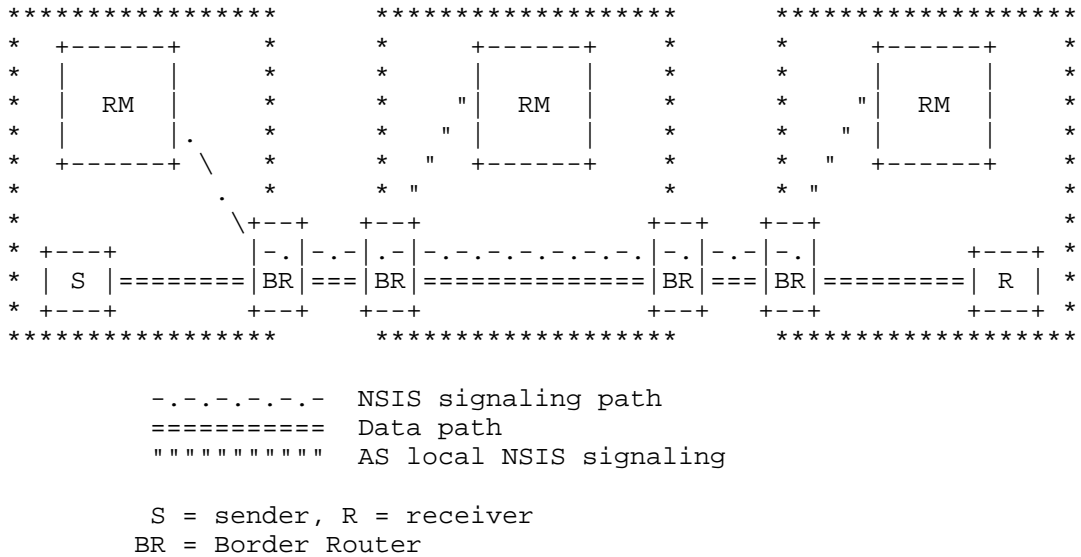 RM RM RM
S BR BR BR BR R
-.-.-.-.-.- NSIS signaling path
=========== Data path
""""""""""" AS local NSIS signaling
S = sender, R = receiver
BR = Border Router